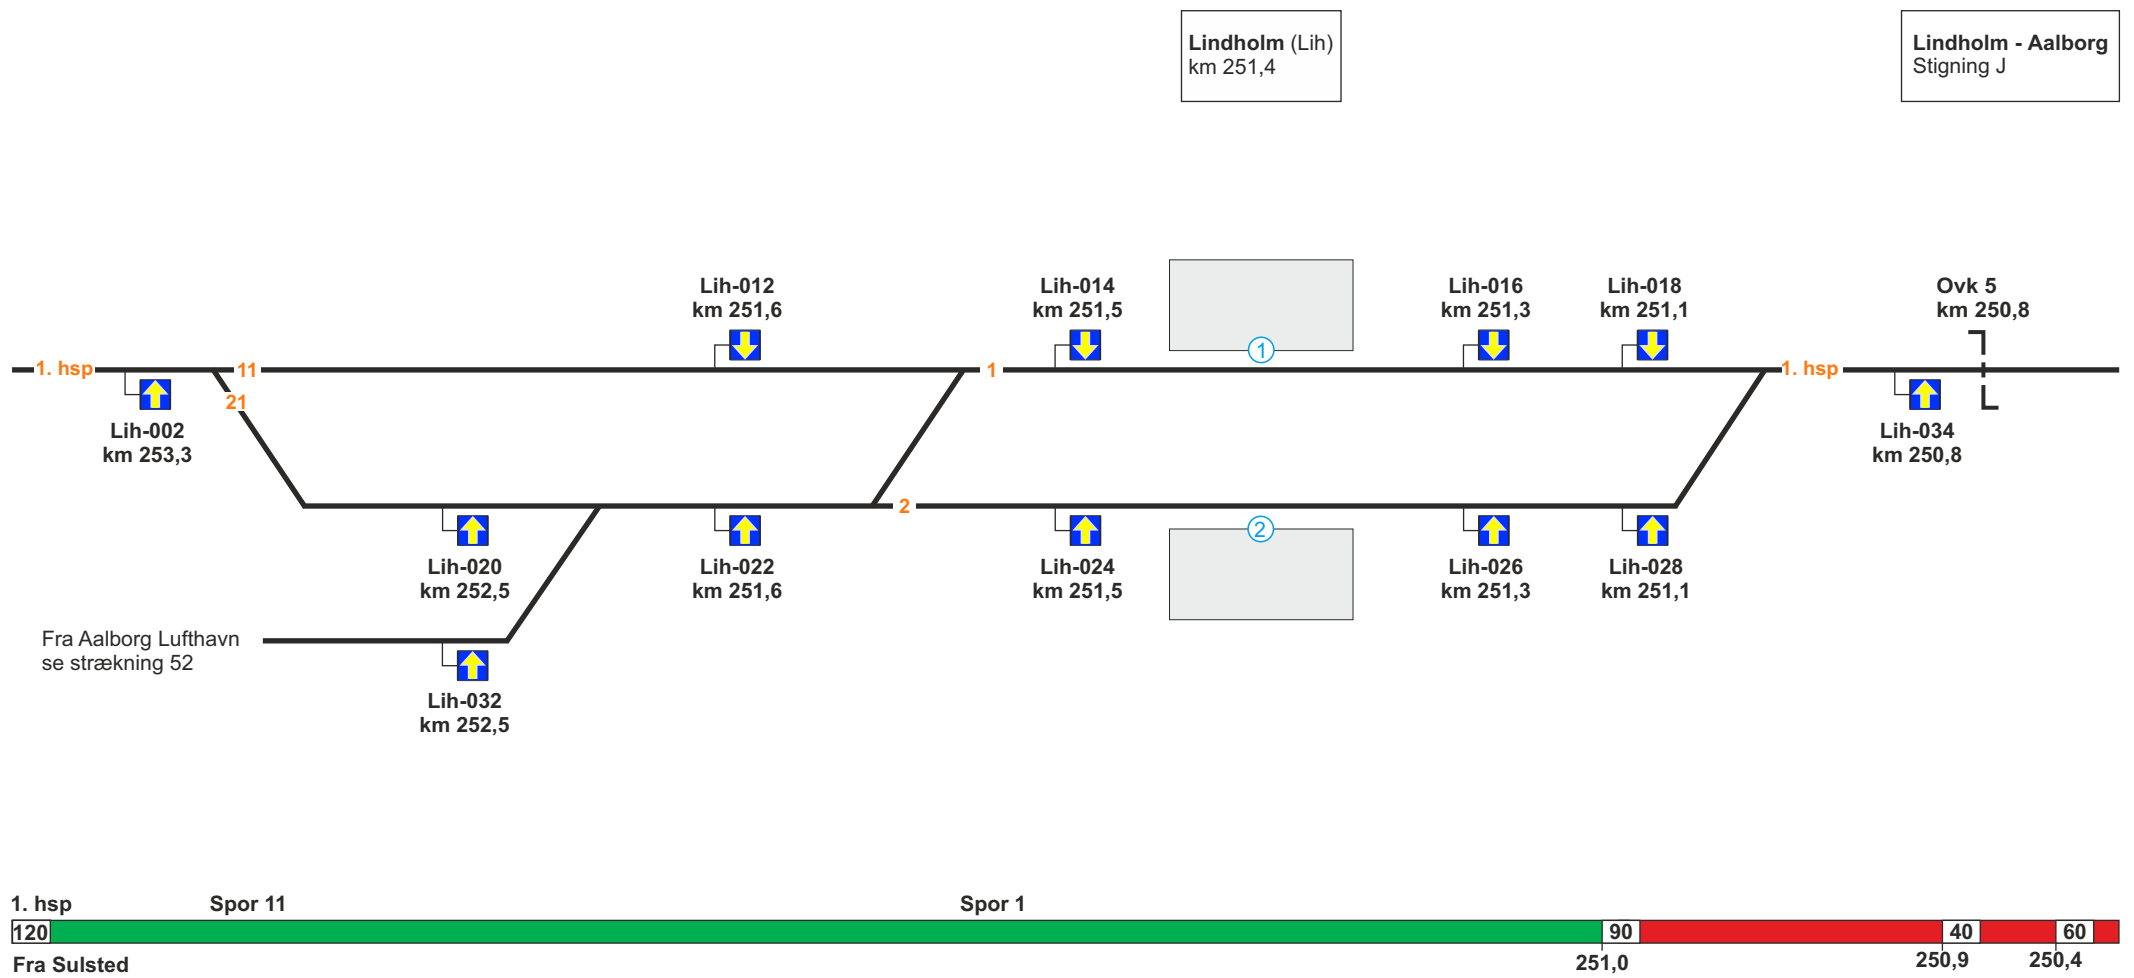 Lindholm (Lih)
km 251,4
Lindholm - Aalborg
Stigning J
Lih-012
km 251,6
Lih-014
km 251,5
Lih-016
km 251,3
Lih-018
km 251,1
Ovk 5
km 250,8
1
1. hsp
11
1
1. hsp
21
Lih-002
km 253,3
Lih-034
km 250,8
2
2
Lih-020
km 252,5
Lih-022
km 251,6
Lih-024
km 251,5
Lih-026
km 251,3
Lih-028
km 251,1
Fra Aalborg Lufthavn
se strækning 52
Lih-032
km 252,5
1. hsp
Spor 11
Spor 1
120
90
40
60
Fra Sulsted
251,0
250,9
250,4